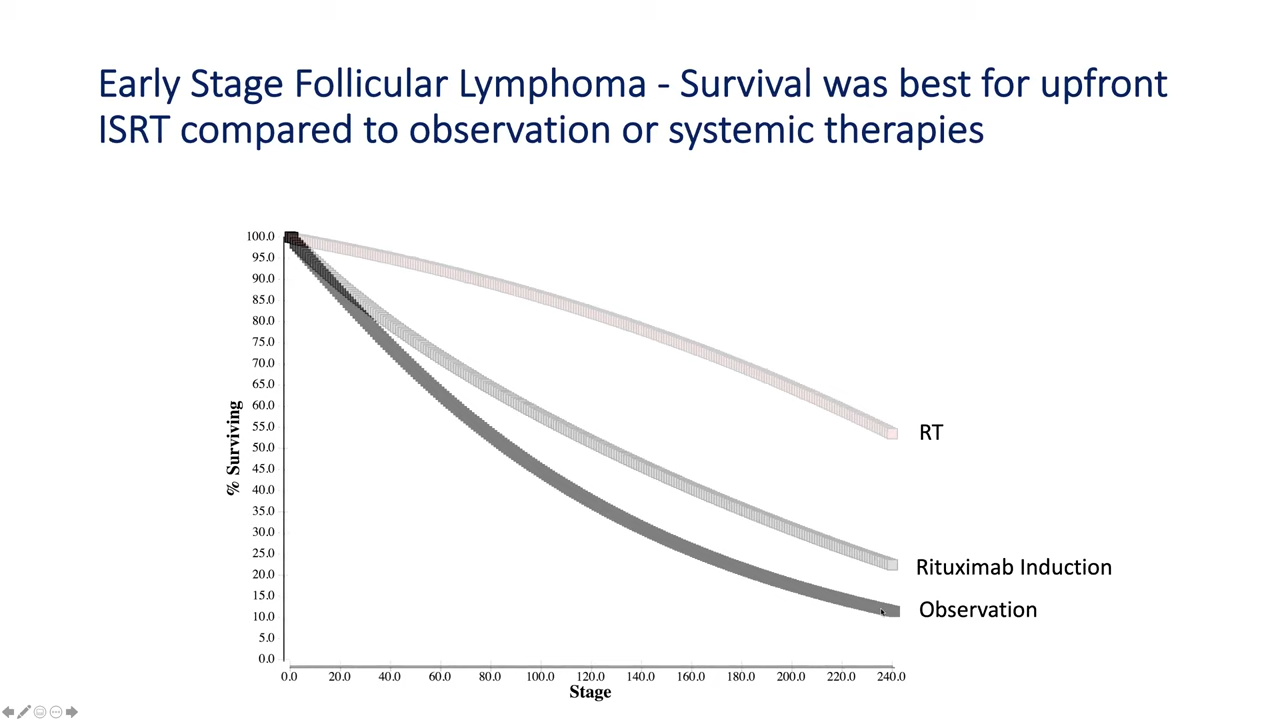 Early Stage Follicular Lymphoma - Survival was best for upfront
ISRT compared to observation or systemic therapies
100.0
95.0
90.0
85.0
80.0
75.0
70.0
65.0
60.0
55.0
50.0
45.0
40.0
35.0
30.0
25.0
20.0
15.0
10.0
5.0
0.0
% Surviving
RT
Rituximab Induction
Observation
0.0 20.0 40.0 60.0 80.0 100.0 120.0 140.0 160.0 180.0 200.0 220.0 240.0
Stage